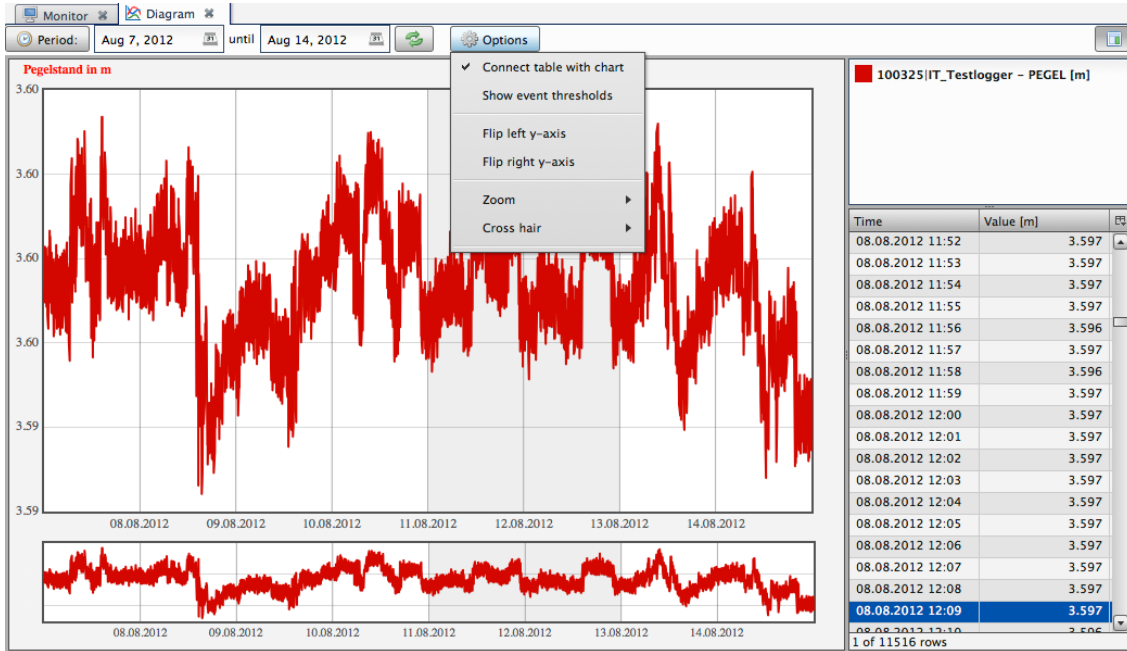 Monitor
Diagram
Period:
Aug 7, 2012
31
until
Aug 14, 2012
31
Options
Connect table with chart
Show event thresholds
Flip left y-axis
Flip right y-axis
Zoom
Cross hair
Pegelstand in m
3.60
3.60
3.60
3.60
3.59
3.59
08.08.2012 09.08.2012 10.08.2012 11.08.2012 12.08.2012 13.08.2012 14.08.2012
08.08.2012 09.08.2012 10.08.2012 11.08.2012 12.08.2012 13.08.2012 14.08.2012
100325|IT_Testlogger - PEGEL [m]
Time Value [m]
08.08.2012 11:52 3.597
08.08.2012 11:53 3.597
08.08.2012 11:54 3.597
08.08.2012 11:55 3.597
08.08.2012 11:56 3.596
08.08.2012 11:57 3.597
08.08.2012 11:58 3.596
08.08.2012 11:59 3.597
08.08.2012 12:00 3.597
08.08.2012 12:01 3.597
08.08.2012 12:02 3.597
08.08.2012 12:03 3.597
08.08.2012 12:04 3.597
08.08.2012 12:05 3.597
08.08.2012 12:06 3.597
08.08.2012 12:07 3.597
08.08.2012 12:08 3.597
08.08.2012 12:09 3.597
08.08.2012 12:10 3.596
1 of 11516 rows